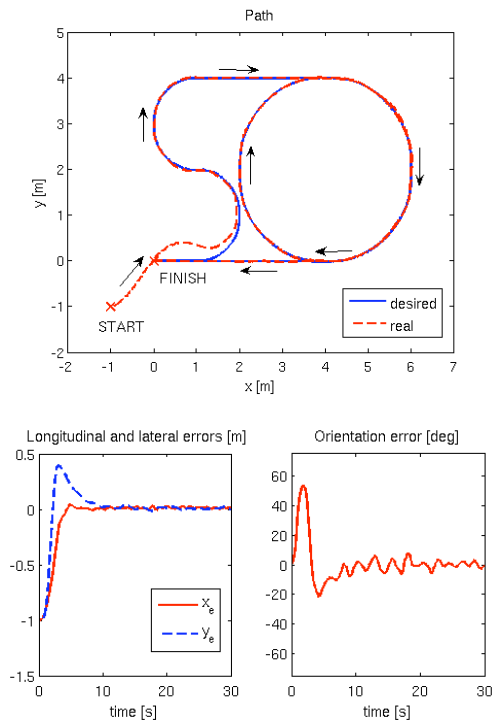 Path
4
3
2
1
0
-1
-2
y [m]
FINISH
START
desired
real
-2 -1 0 1 2 3 4 5 6 7
x [m]
Longitudinal and lateral errors [m]
0.5
0
-0.5
-1
-1.5
x_e
y_e
0 10 20 30
time [s]
Orientation error [deg]
60
40
20
0
-20
-40
-60
0 10 20 30
time [s]